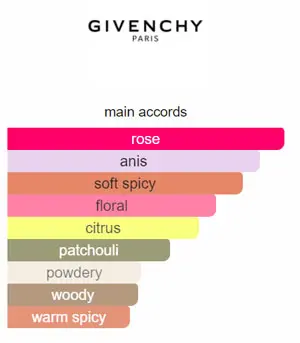 GIVENCHY
PARIS
main accords
rose
anis
soft spicy
floral
citrus
patchouli
powdery
woody
warm spicy